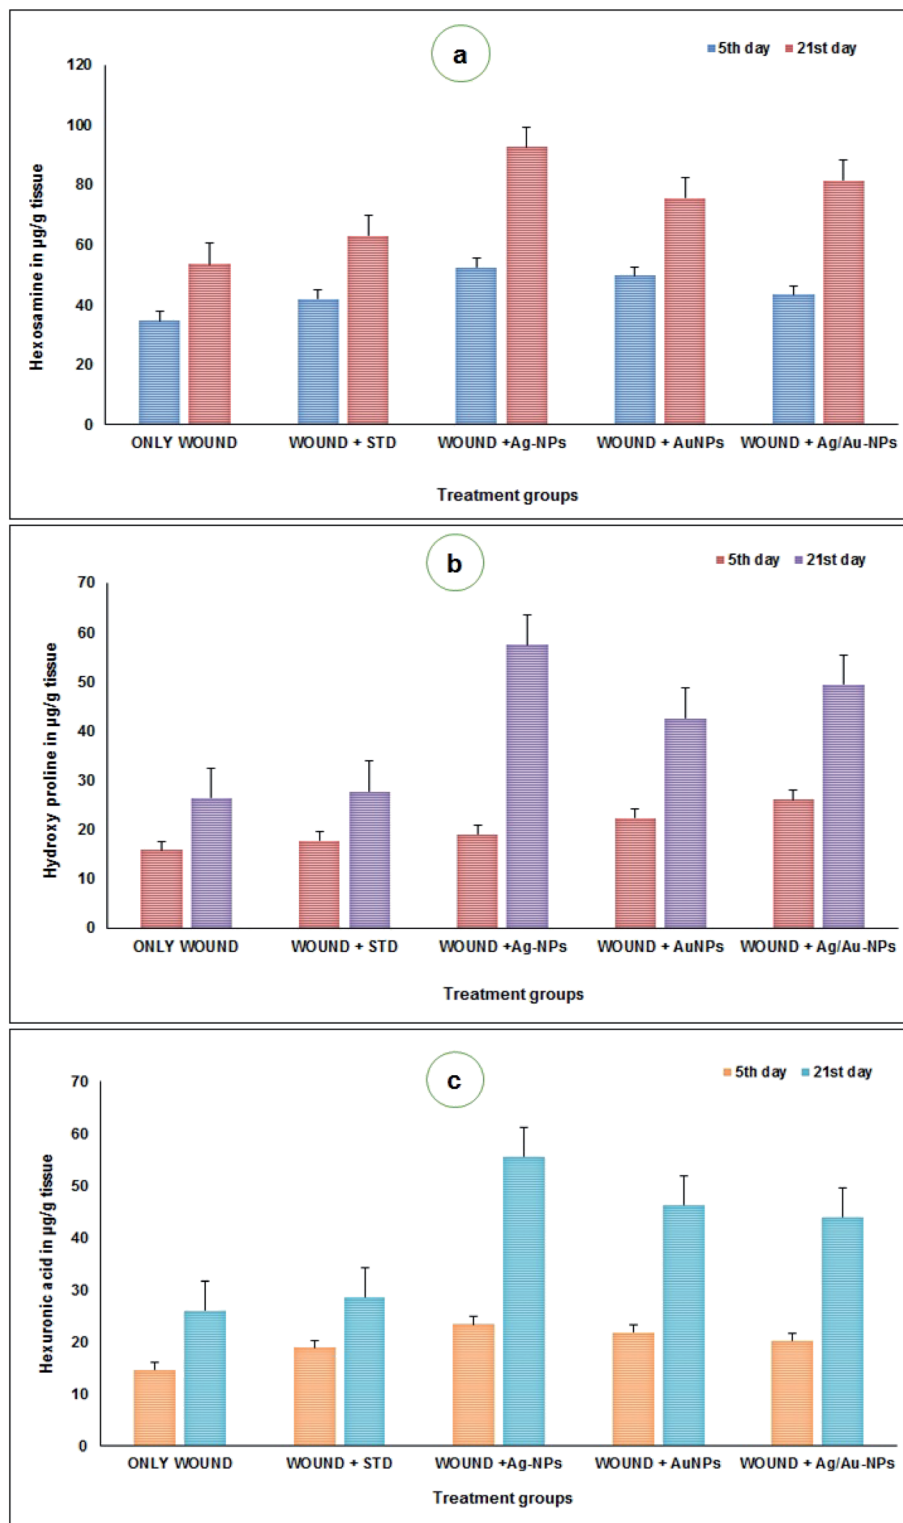 a
5th day 21st day
Hexosamine in µg/g tissue
120
100
80
60
40
20
0
ONLY WOUND WOUND + STD WOUND +Ag-NPs WOUND + AuNPs WOUND + Ag/Au-NPs
Treatment groups
b
5th day 21st day
Hydroxy proline in µg/g tissue
70
60
50
40
30
20
10
0
ONLY WOUND WOUND + STD WOUND +Ag-NPs WOUND + AuNPs WOUND + Ag/Au-NPs
Treatment groups
c
5th day 21st day
Hexuronic acid in µg/g tissue
70
60
50
40
30
20
10
0
ONLY WOUND WOUND + STD WOUND +Ag-NPs WOUND + AuNPs WOUND + Ag/Au-NPs
Treatment groups